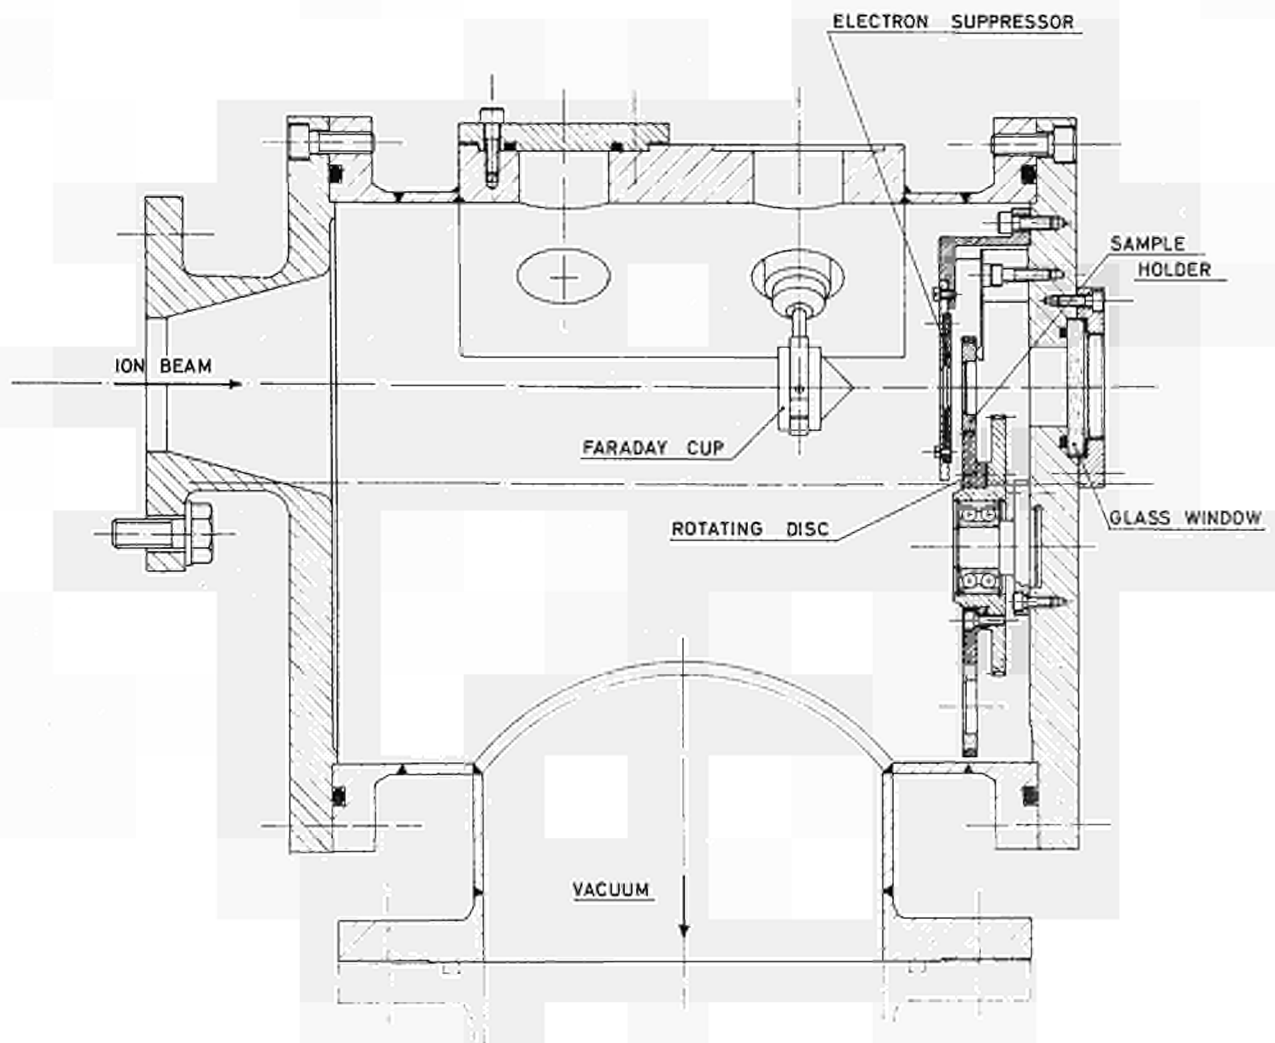 ELECTRON SUPPRESSOR
SAMPLE
HOLDER
ION BEAM
FARADAY CUP
ROTATING DISC
GLASS WINDOW
VACUUM